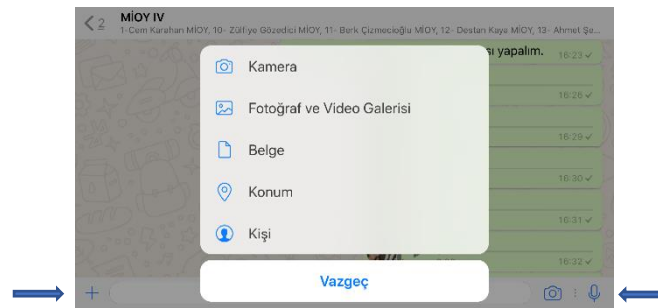 2 MİOY IV
1-Cem Karahan MİOY, 10- Zülfiye Gözedici MİOY, 11- Berk Çizmecioğlu MİOY, 12- Destan Kaya MİOY, 13- Ahmet Şe...
sı yapalım. 16:23
Kamera
16:26
Fotoğraf ve Video Galerisi
16:29
Belge
16:30
Konum
16:31
Kişi
16:32
Vazgeç